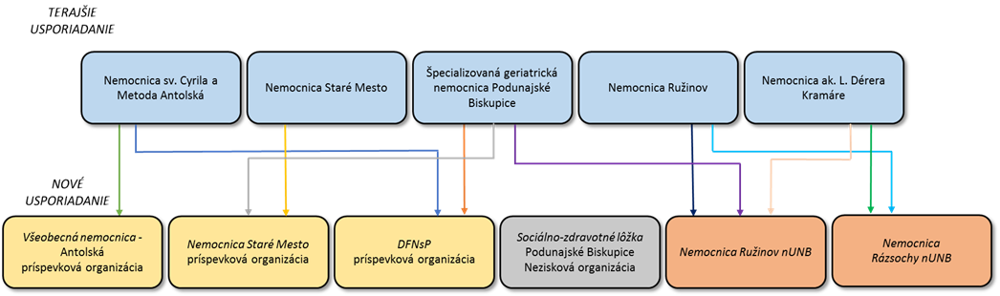 TERAJŠIE
USPORIADANIE
Nemocnica sv. Cyrila a
Metoda Antolská
Nemocnica Staré Mesto
Špecializovaná geriatrická
nemocnica Podunajské
Biskupice
Nemocnica Ružinov
Nemocnica ak. L. Dérera
Kramáre
NOVÉ
USPORIADANIE
Všeobecná nemocnica -
Antolská
príspevková organizácia
Nemocnica Staré Mesto
príspevková organizácia
DFNsP
príspevková organizácia
Sociálno-zdravotné lôžka
Podunajské Biskupice
Nezisková organizácia
Nemocnica Ružinov nUNB
Nemocnica
Rázsochy nUNB